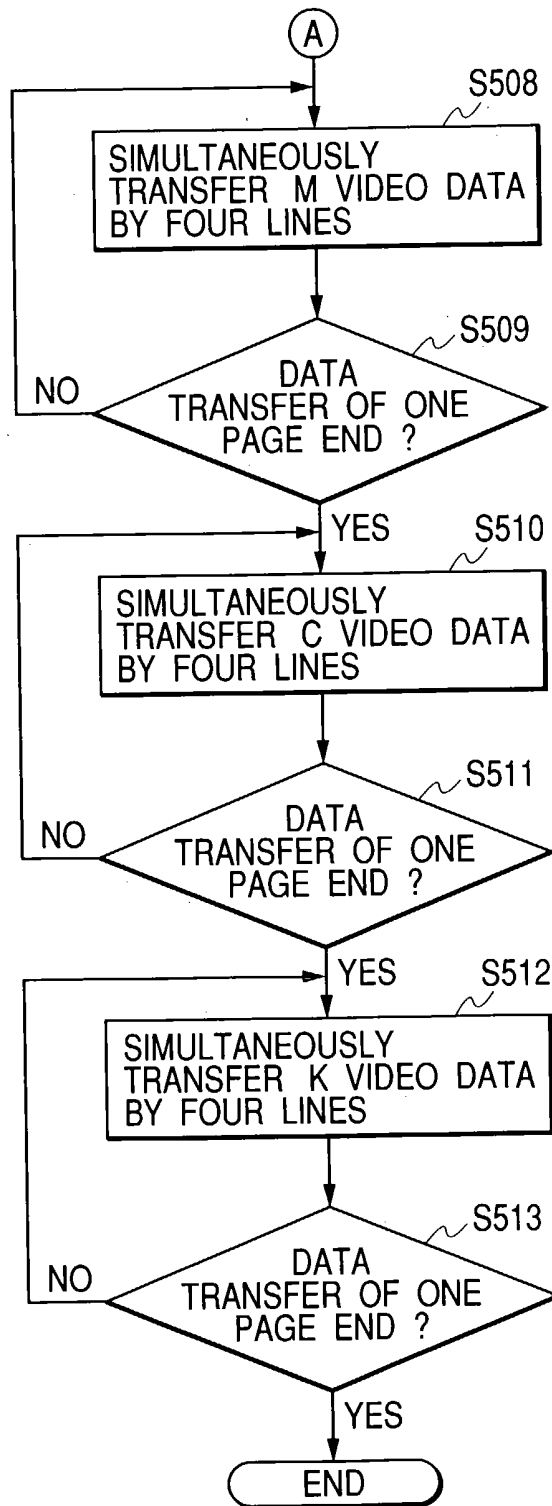 A
S508
SIMULTANEOUSLY
TRANSFER M VIDEO DATA
BY FOUR LINES
S509
DATA
TRANSFER OF ONE
PAGE END ?
NO
YES
S510
SIMULTANEOUSLY
TRANSFER C VIDEO DATA
BY FOUR LINES
S511
DATA
TRANSFER OF ONE
PAGE END ?
NO
YES
S512
SIMULTANEOUSLY
TRANSFER K VIDEO DATA
BY FOUR LINES
S513
DATA
TRANSFER OF ONE
PAGE END ?
NO
YES
END